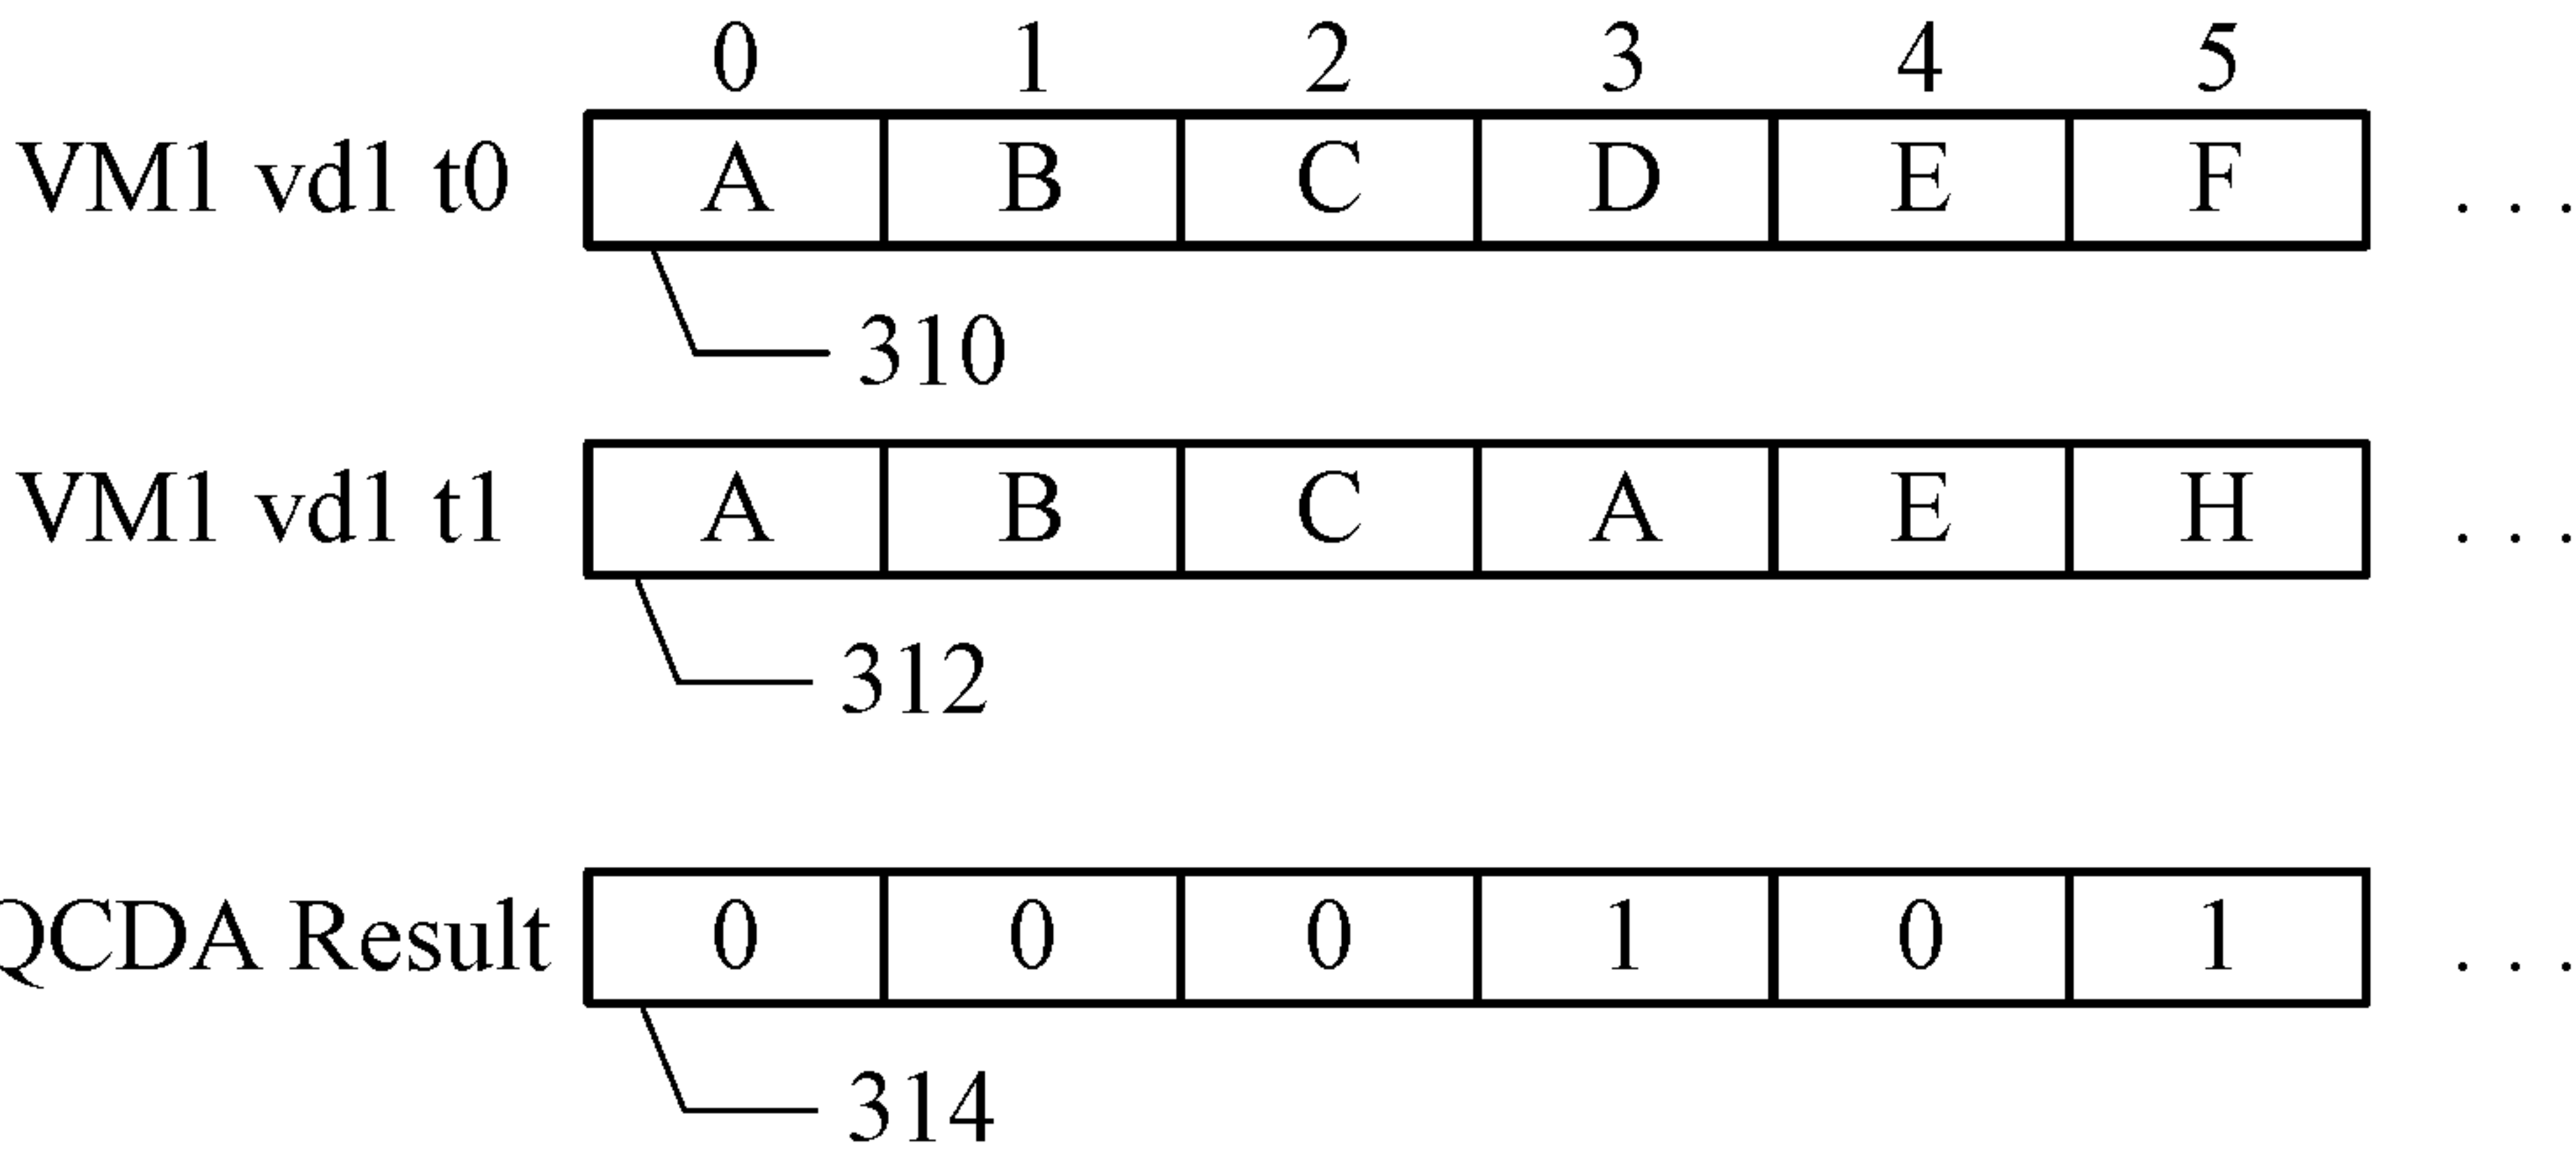 0 1 2 3 4 5
VM1 vd1 t0 A B C D E F . . .
310
VM1 vd1 t1 A B C A E H . . .
312
QCDA Result 0 0 0 1 0 1 . . .
314